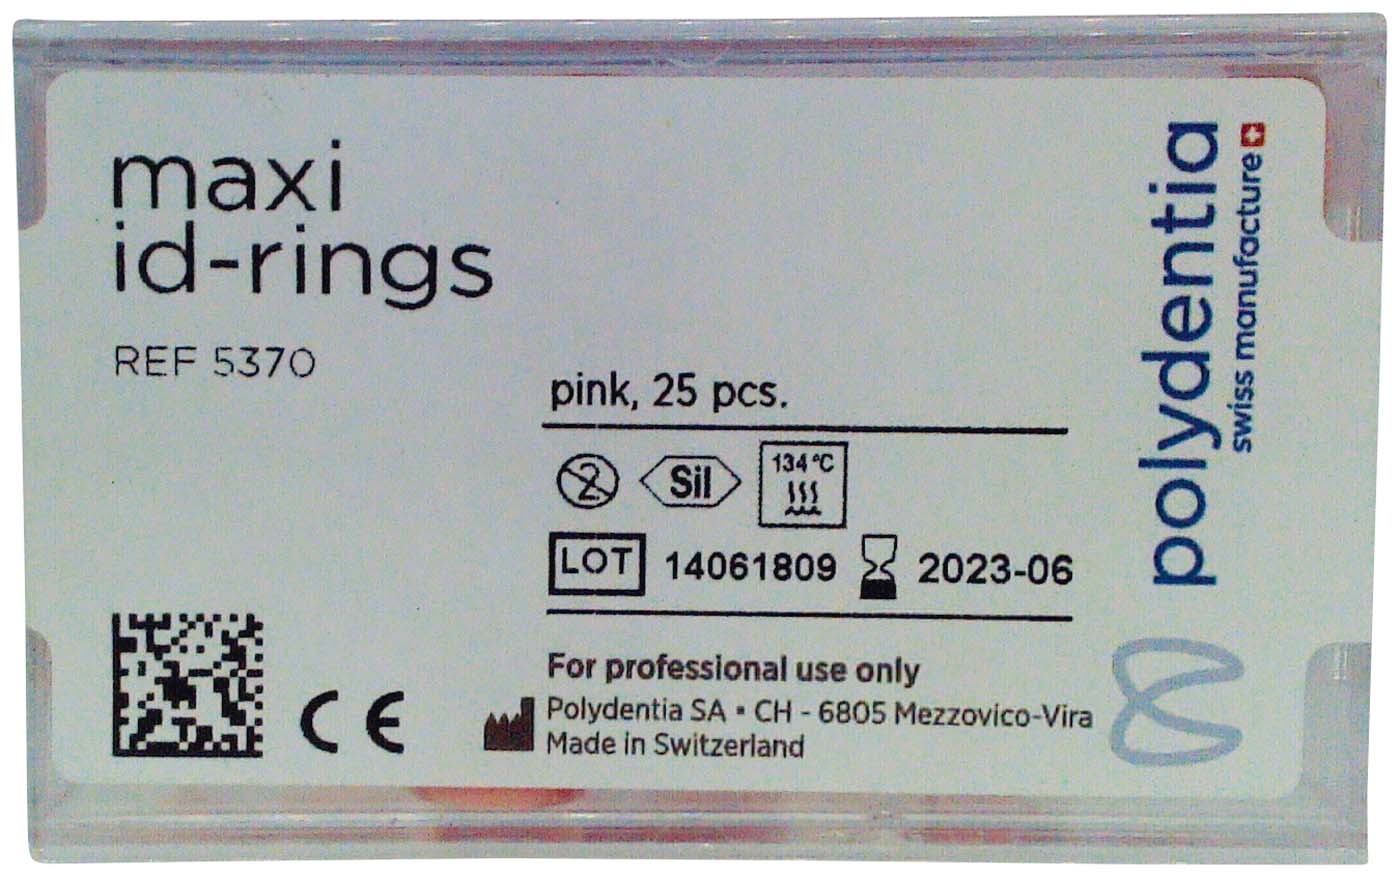 maxi
id-rings
REF 5370
pink, 25 pcs.
2
Sil
134 °C
LOT 14061809 2023-06
For professional use only
Polydentia SA • CH - 6805 Mezzovico-Vira
Made in Switzerland
CE
polydentia
swiss manufacture